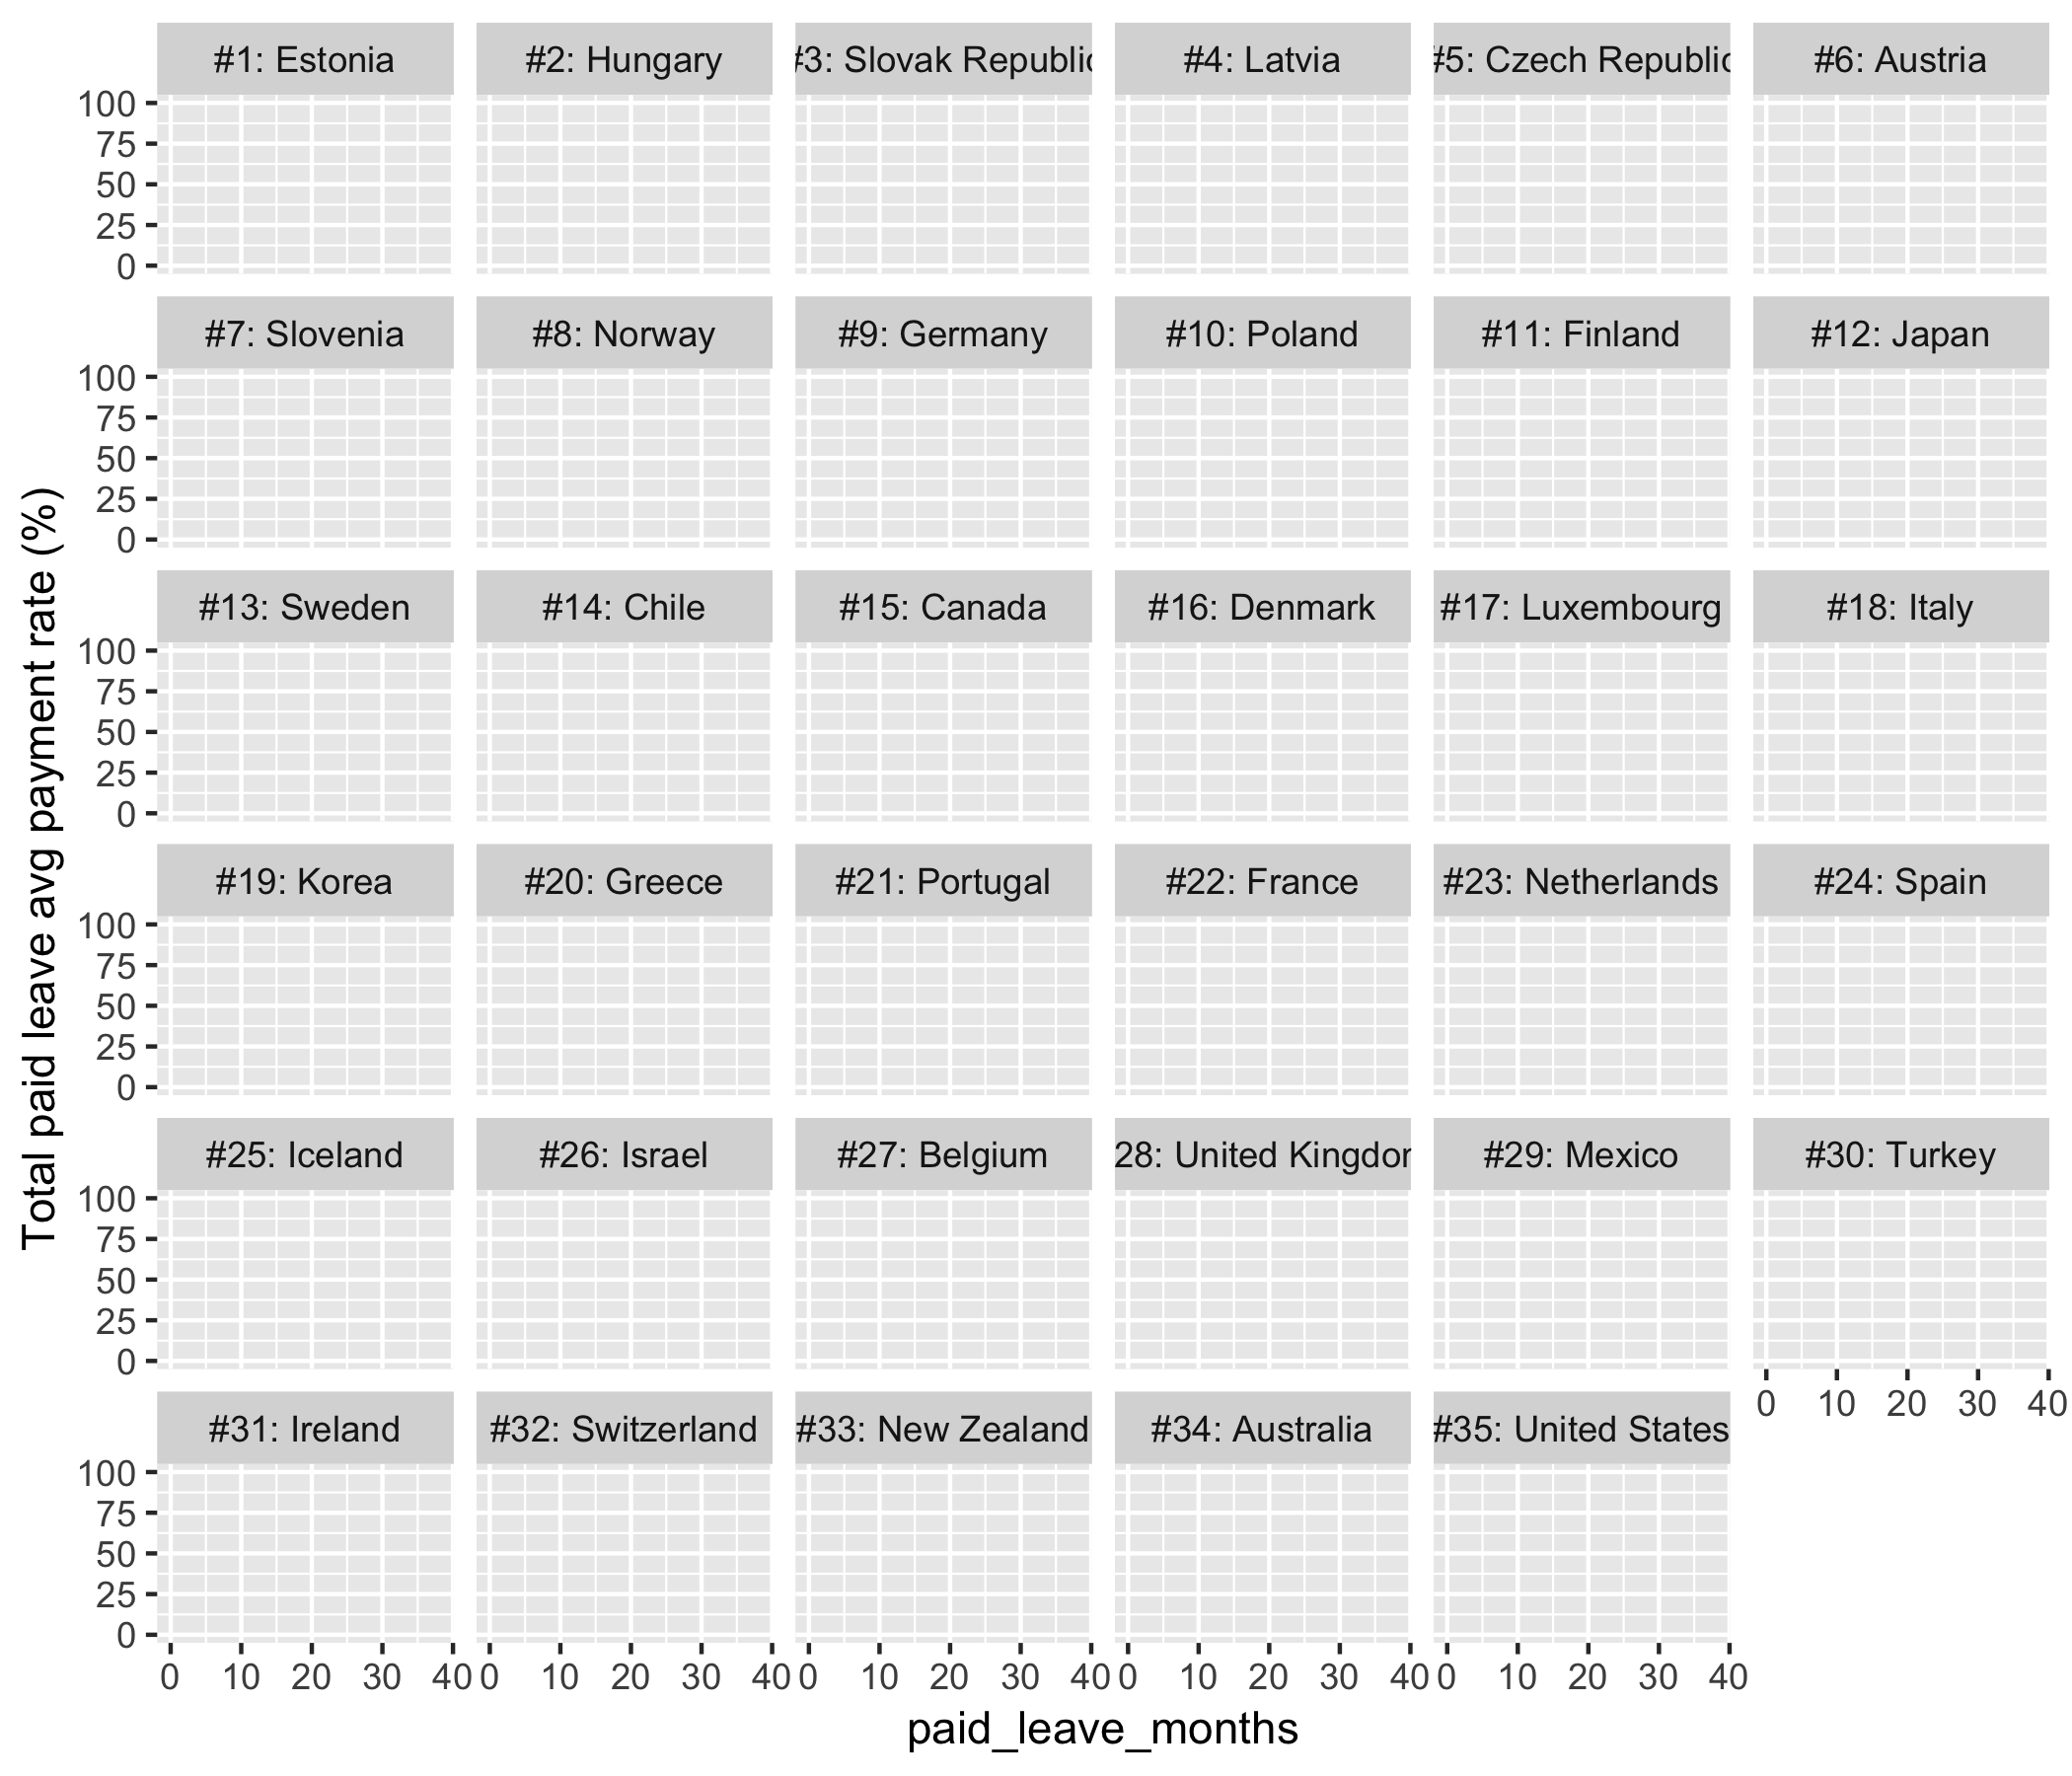 #1: Estonia
#2: Hungary
#3: Slovak Republic
#4: Latvia
#5: Czech Republic
#6: Austria
100
75
50
25
0
#7: Slovenia
#8: Norway
#9: Germany
#10: Poland
#11: Finland
#12: Japan
100
75
50
25
0
#13: Sweden
#14: Chile
#15: Canada
#16: Denmark
#17: Luxembourg
#18: Italy
100
75
50
25
0
#19: Korea
#20: Greece
#21: Portugal
#22: France
#23: Netherlands
#24: Spain
100
75
50
25
0
#25: Iceland
#26: Israel
#27: Belgium
28: United Kingdom
#29: Mexico
#30: Turkey
100
75
50
25
0
0 10 20 30 40
#31: Ireland
#32: Switzerland
#33: New Zealand
#34: Australia
#35: United States
100
75
50
25
0
0 10 20 30 40
0 10 20 30 40
0 10 20 30 40
0 10 20 30 40
0 10 20 30 40
paid_leave_months
Total paid leave avg payment rate (%)